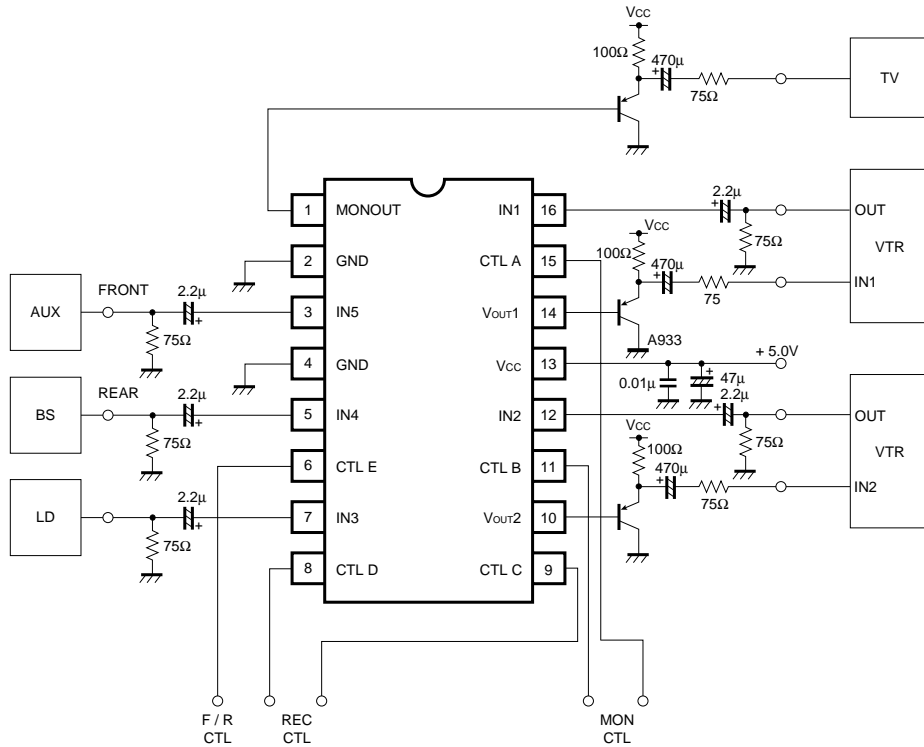 VCC
100Ω
470μ
+
75Ω
TV
1 MONOUT
IN1 16
2.2μ
+
OUT
75Ω
VTR
2 GND
CTL A 15
VCC
100Ω
470μ
+
75
IN1
AUX
FRONT
2.2μ
+
75Ω
3 IN5
VOUT1 14
A933
4 GND
VCC 13
+ 5.0V
0.01μ
+
47μ
BS
REAR
2.2μ
+
75Ω
5 IN4
IN2 12
2.2μ
+
OUT
75Ω
VTR
6 CTL E
CTL B 11
VCC
100Ω
470μ
+
75Ω
IN2
LD
2.2μ
+
75Ω
7 IN3
VOUT2 10
8 CTL D
CTL C 9
F / R
CTL
REC
CTL
MON
CTL